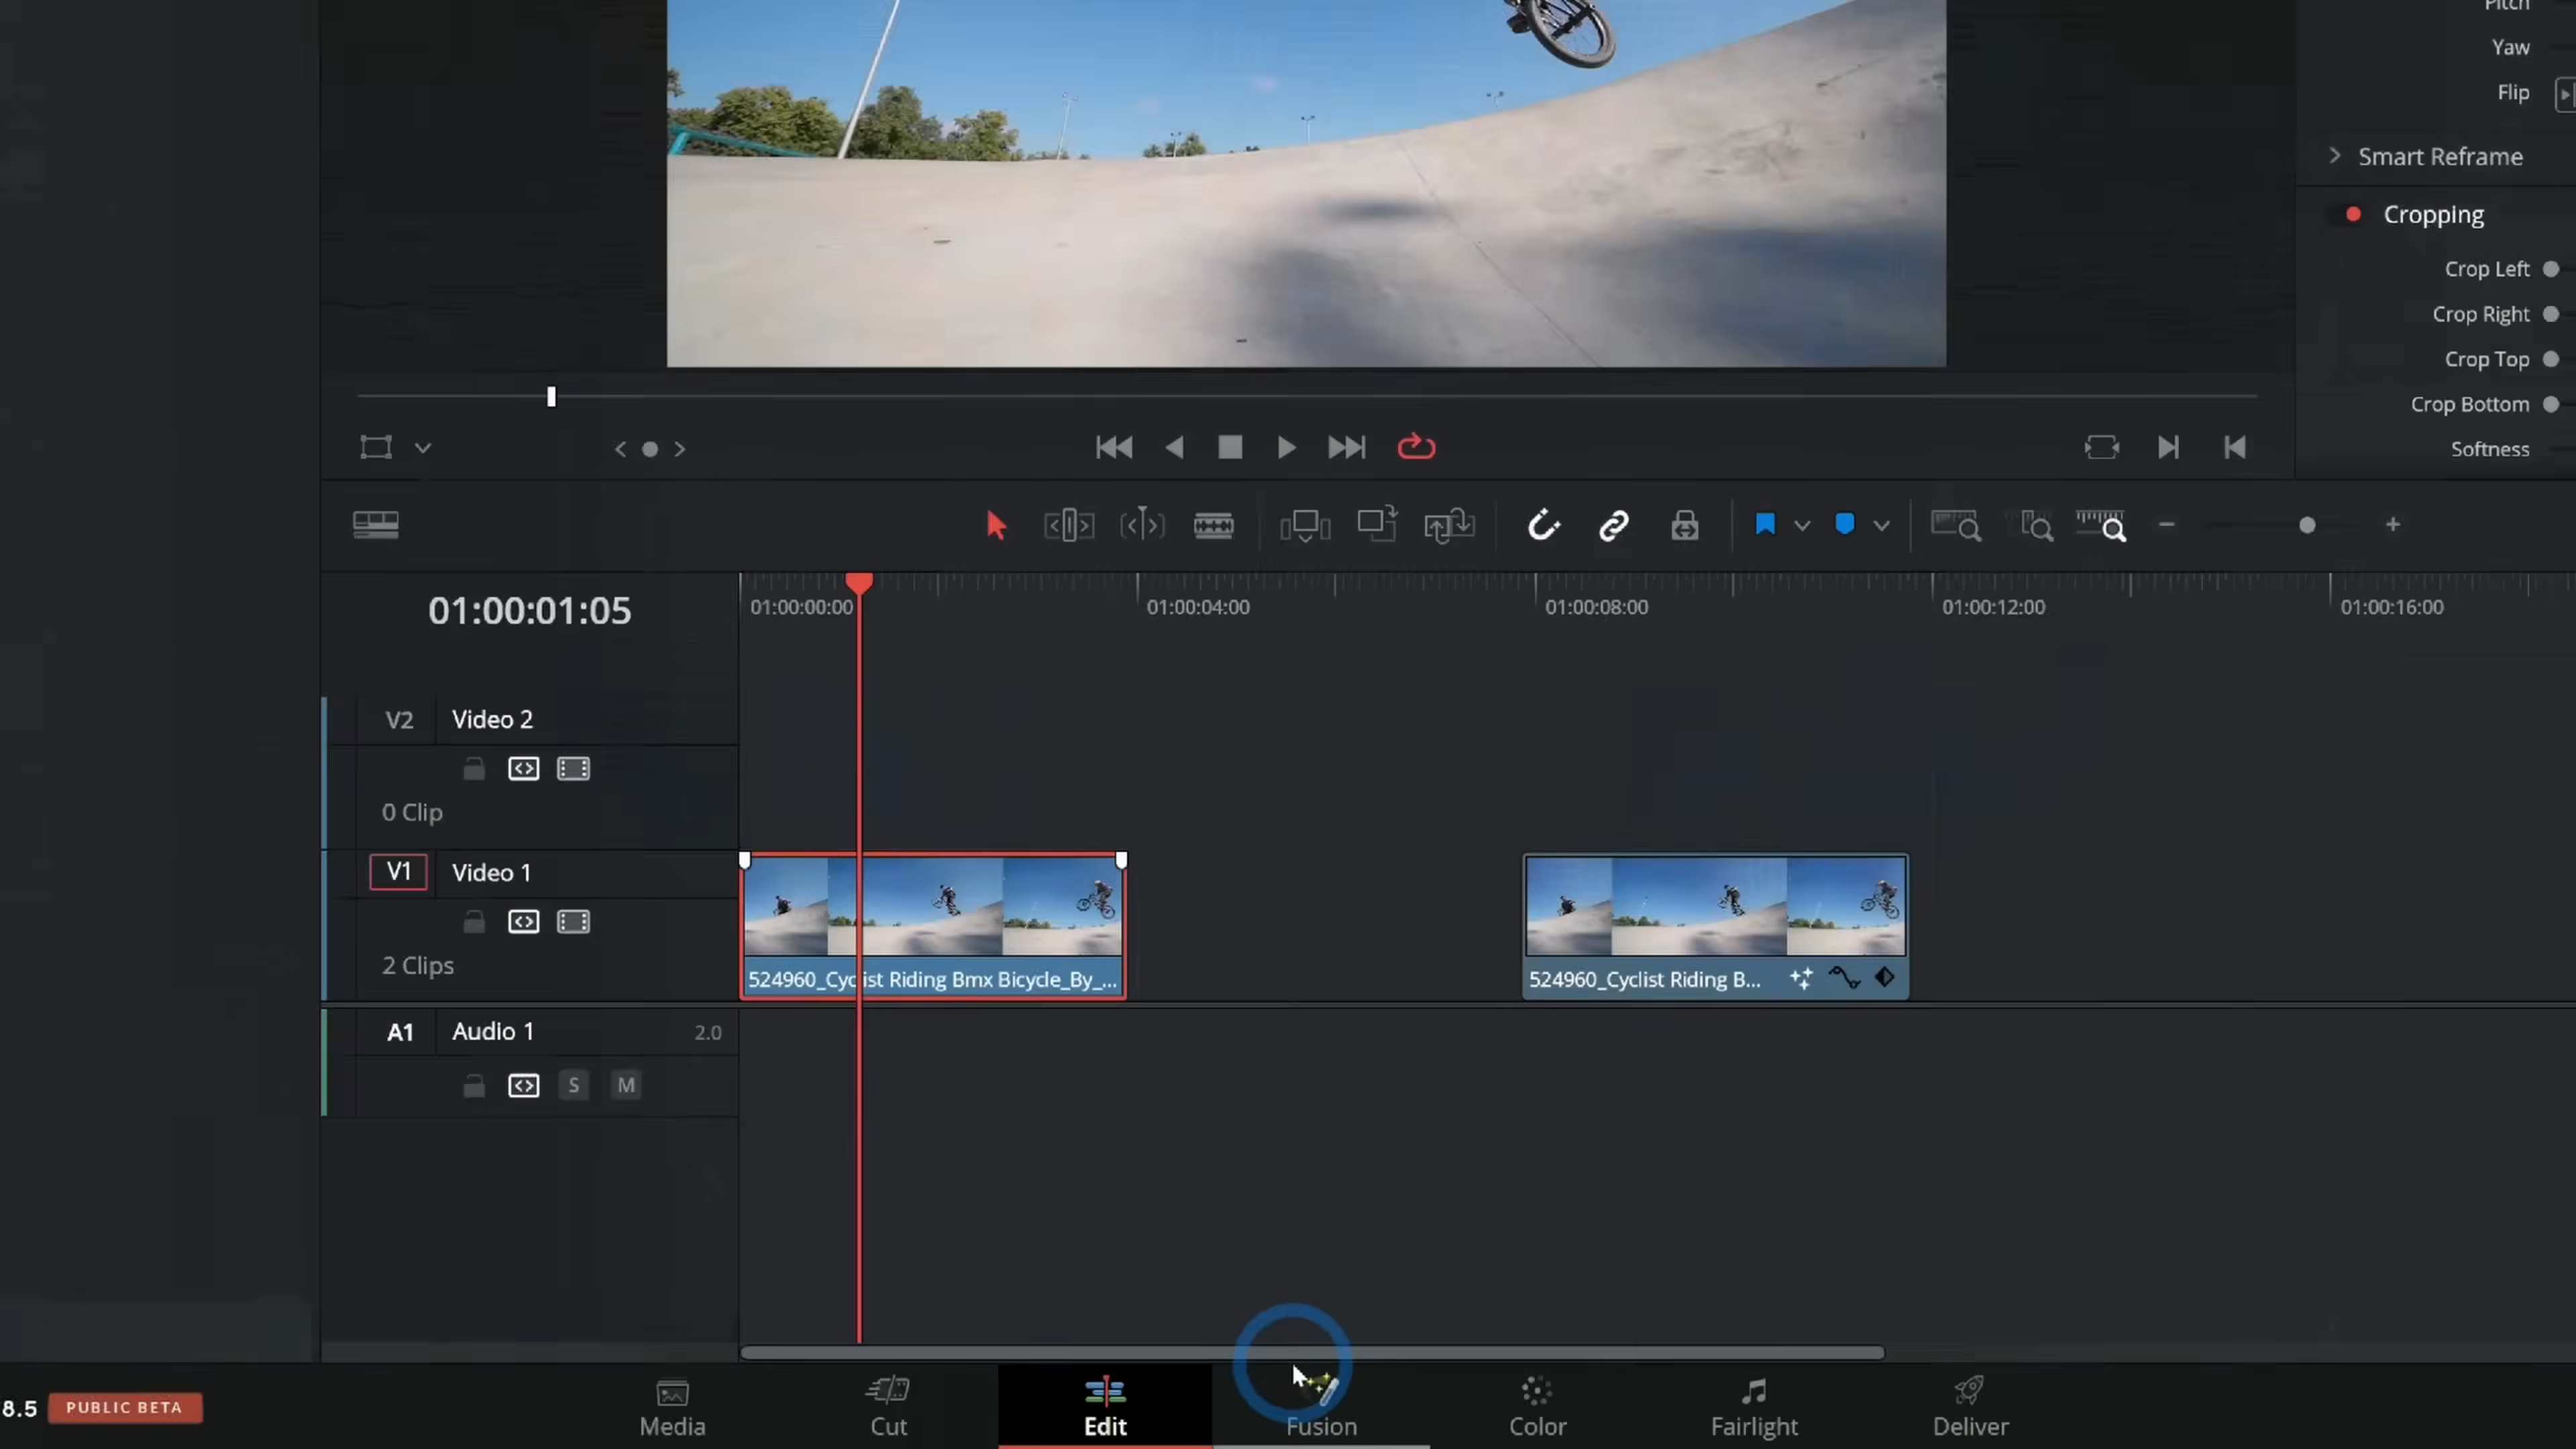 Pitch
Yaw
Flip
Smart Reframe
Cropping
Crop Left
Crop Right
Crop Top
Crop Bottom
Softness
01:00:01:05
01:00:00:00
01:00:04:00
01:00:08:00
01:00:12:00
01:00:16:00
V2 Video 2
0 Clip
V1 Video 1
2 Clips
524960_Cyclist Riding Bmx Bicycle_By_...
524960_Cyclist Riding B...
A1 Audio 1 2.0
S M
8.5 PUBLIC BETA
Media
Cut
Edit
Fusion
Color
Fairlight
Deliver